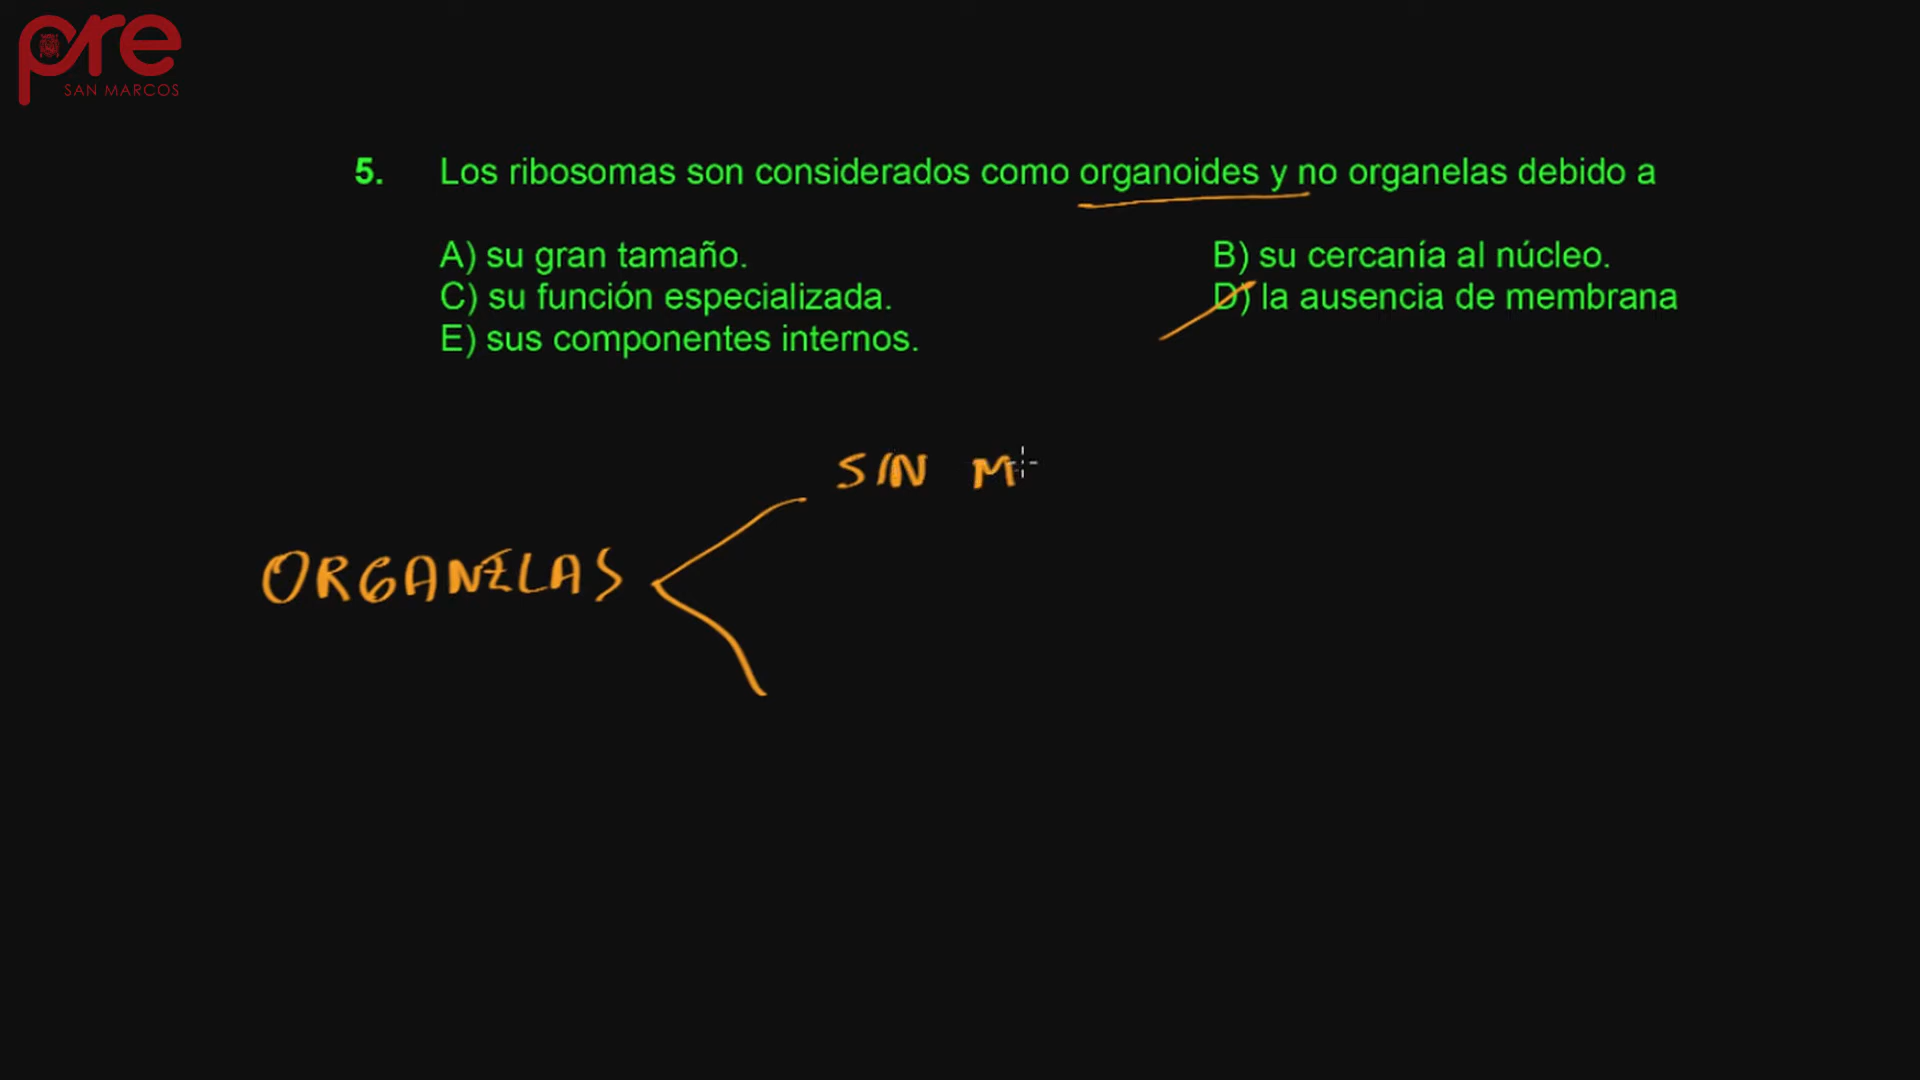 pre
SAN MARCOS
5. Los ribosomas son considerados como organoides y no organelas debido a
A) su gran tamaño. B) su cercanía al núcleo.
C) su función especializada. D) la ausencia de membrana
E) sus componentes internos.
SIN M
ORGANELAS